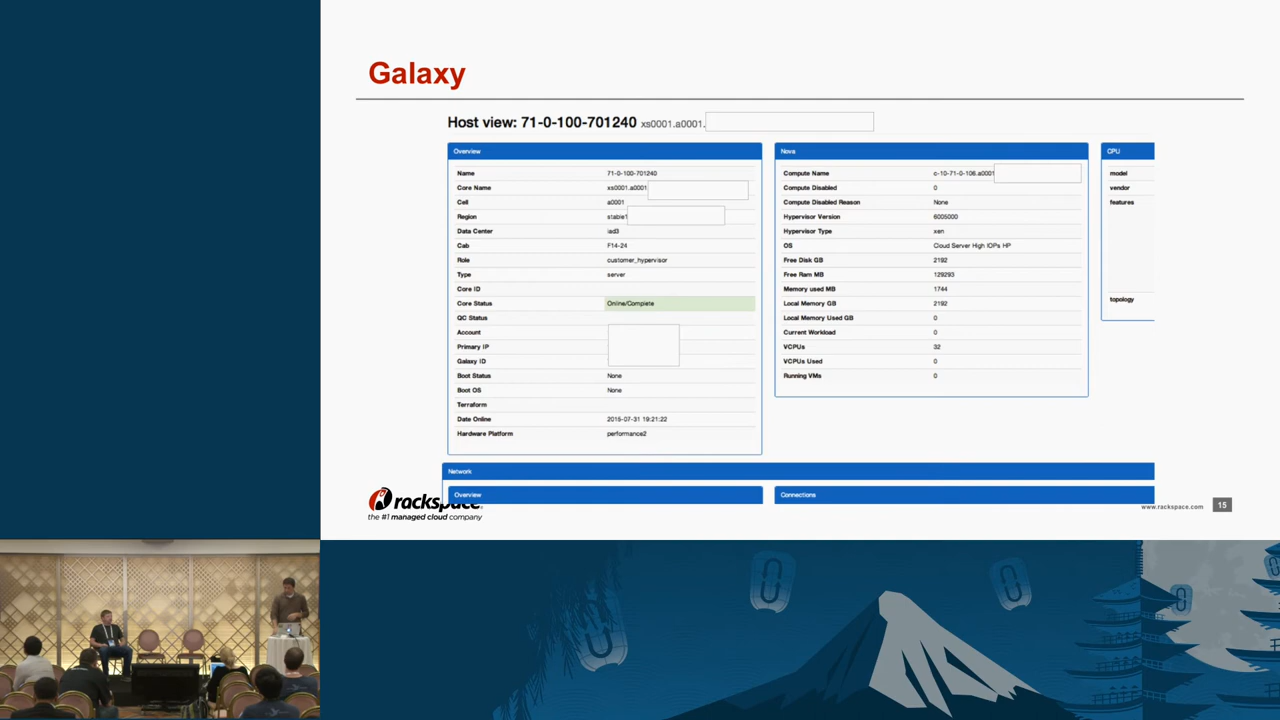 Galaxy
Host view: 71-0-100-701240 xs0001.a0001.
Overview
Name 71-0-100-701240
Core Name xs0001.a0001
Cell a0001
Region stable1
Data Center iad3
Cab F14-24
Role customer_hypervisor
Type server
Core ID
Core Status Online/Complete
QC Status
Account
Primary IP
Galaxy ID
Boot Status None
Boot OS None
Terraform
Date Online 2015-07-31 19:21:22
Hardware Platform performance2
Nova
Compute Name c-10-71-0-106.a0001
Compute Disabled 0
Compute Disabled Reason None
Hypervisor Version 6005000
Hypervisor Type xen
OS Cloud Server High IOPs HP
Free Disk GB 2192
Free Ram MB 129293
Memory used MB 1744
Local Memory GB 2192
Local Memory Used GB 0
Current Workload 0
VCPUs 32
VCPUs Used 0
Running VMs 0
CPU
model
vendor
features
topology
Network
Overview
Connections
rackspace
the #1 managed cloud company
www.rackspace.com 15